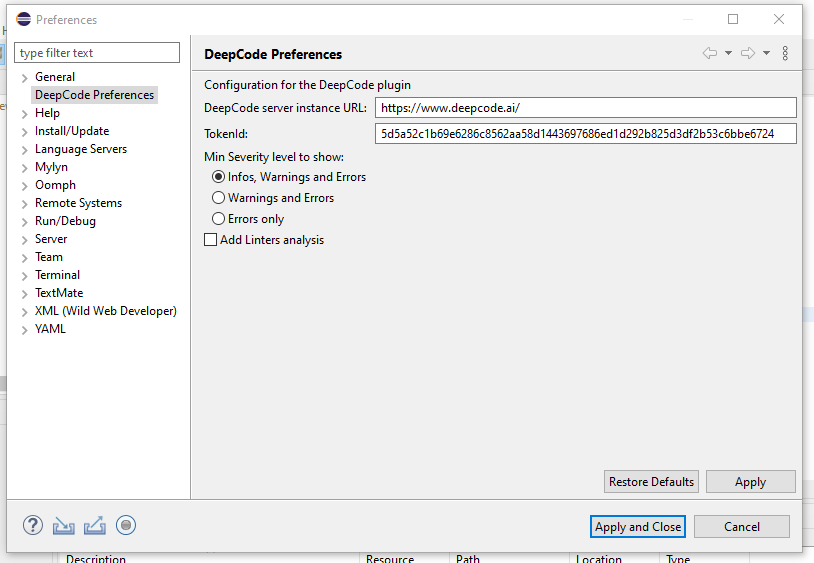 Preferences
type filter text
General
DeepCode Preferences
Help
Install/Update
Language Servers
Mylyn
Oomph
Remote Systems
Run/Debug
Server
Team
Terminal
TextMate
XML (Wild Web Developer)
YAML
DeepCode Preferences
Configuration for the DeepCode plugin
DeepCode server instance URL: https://www.deepcode.ai/
TokenId: 5d5a52c1b69e6286c8562aa58d1443697686ed1d292b825d3df2b53c6bbe6724
Min Severity level to show:
Infos, Warnings and Errors
Warnings and Errors
Errors only
Add Linters analysis
Restore Defaults Apply
Apply and Close Cancel
Description Resource Path Location Type